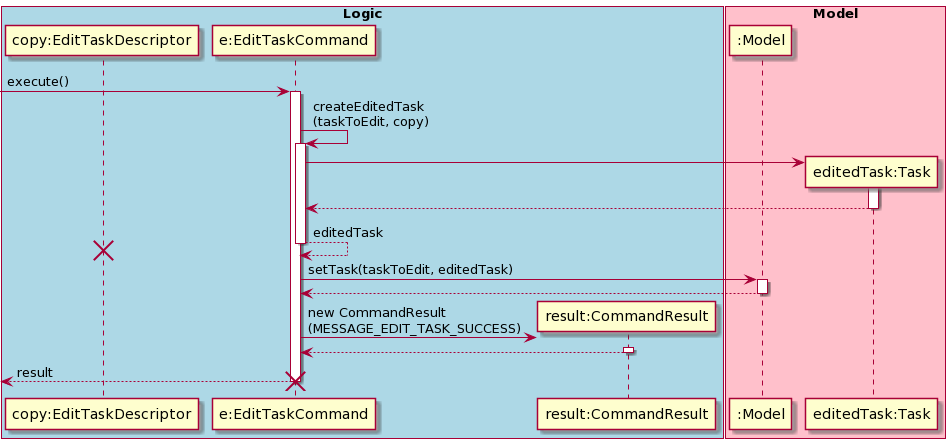 Logic
Model
copy:EditTaskDescriptor
e:EditTaskCommand
:Model
execute()
createEditedTask
(taskToEdit, copy)
editedTask:Task
editedTask
setTask(taskToEdit, editedTask)
new CommandResult
(MESSAGE_EDIT_TASK_SUCCESS)
result:CommandResult
result
copy:EditTaskDescriptor
e:EditTaskCommand
result:CommandResult
:Model
editedTask:Task